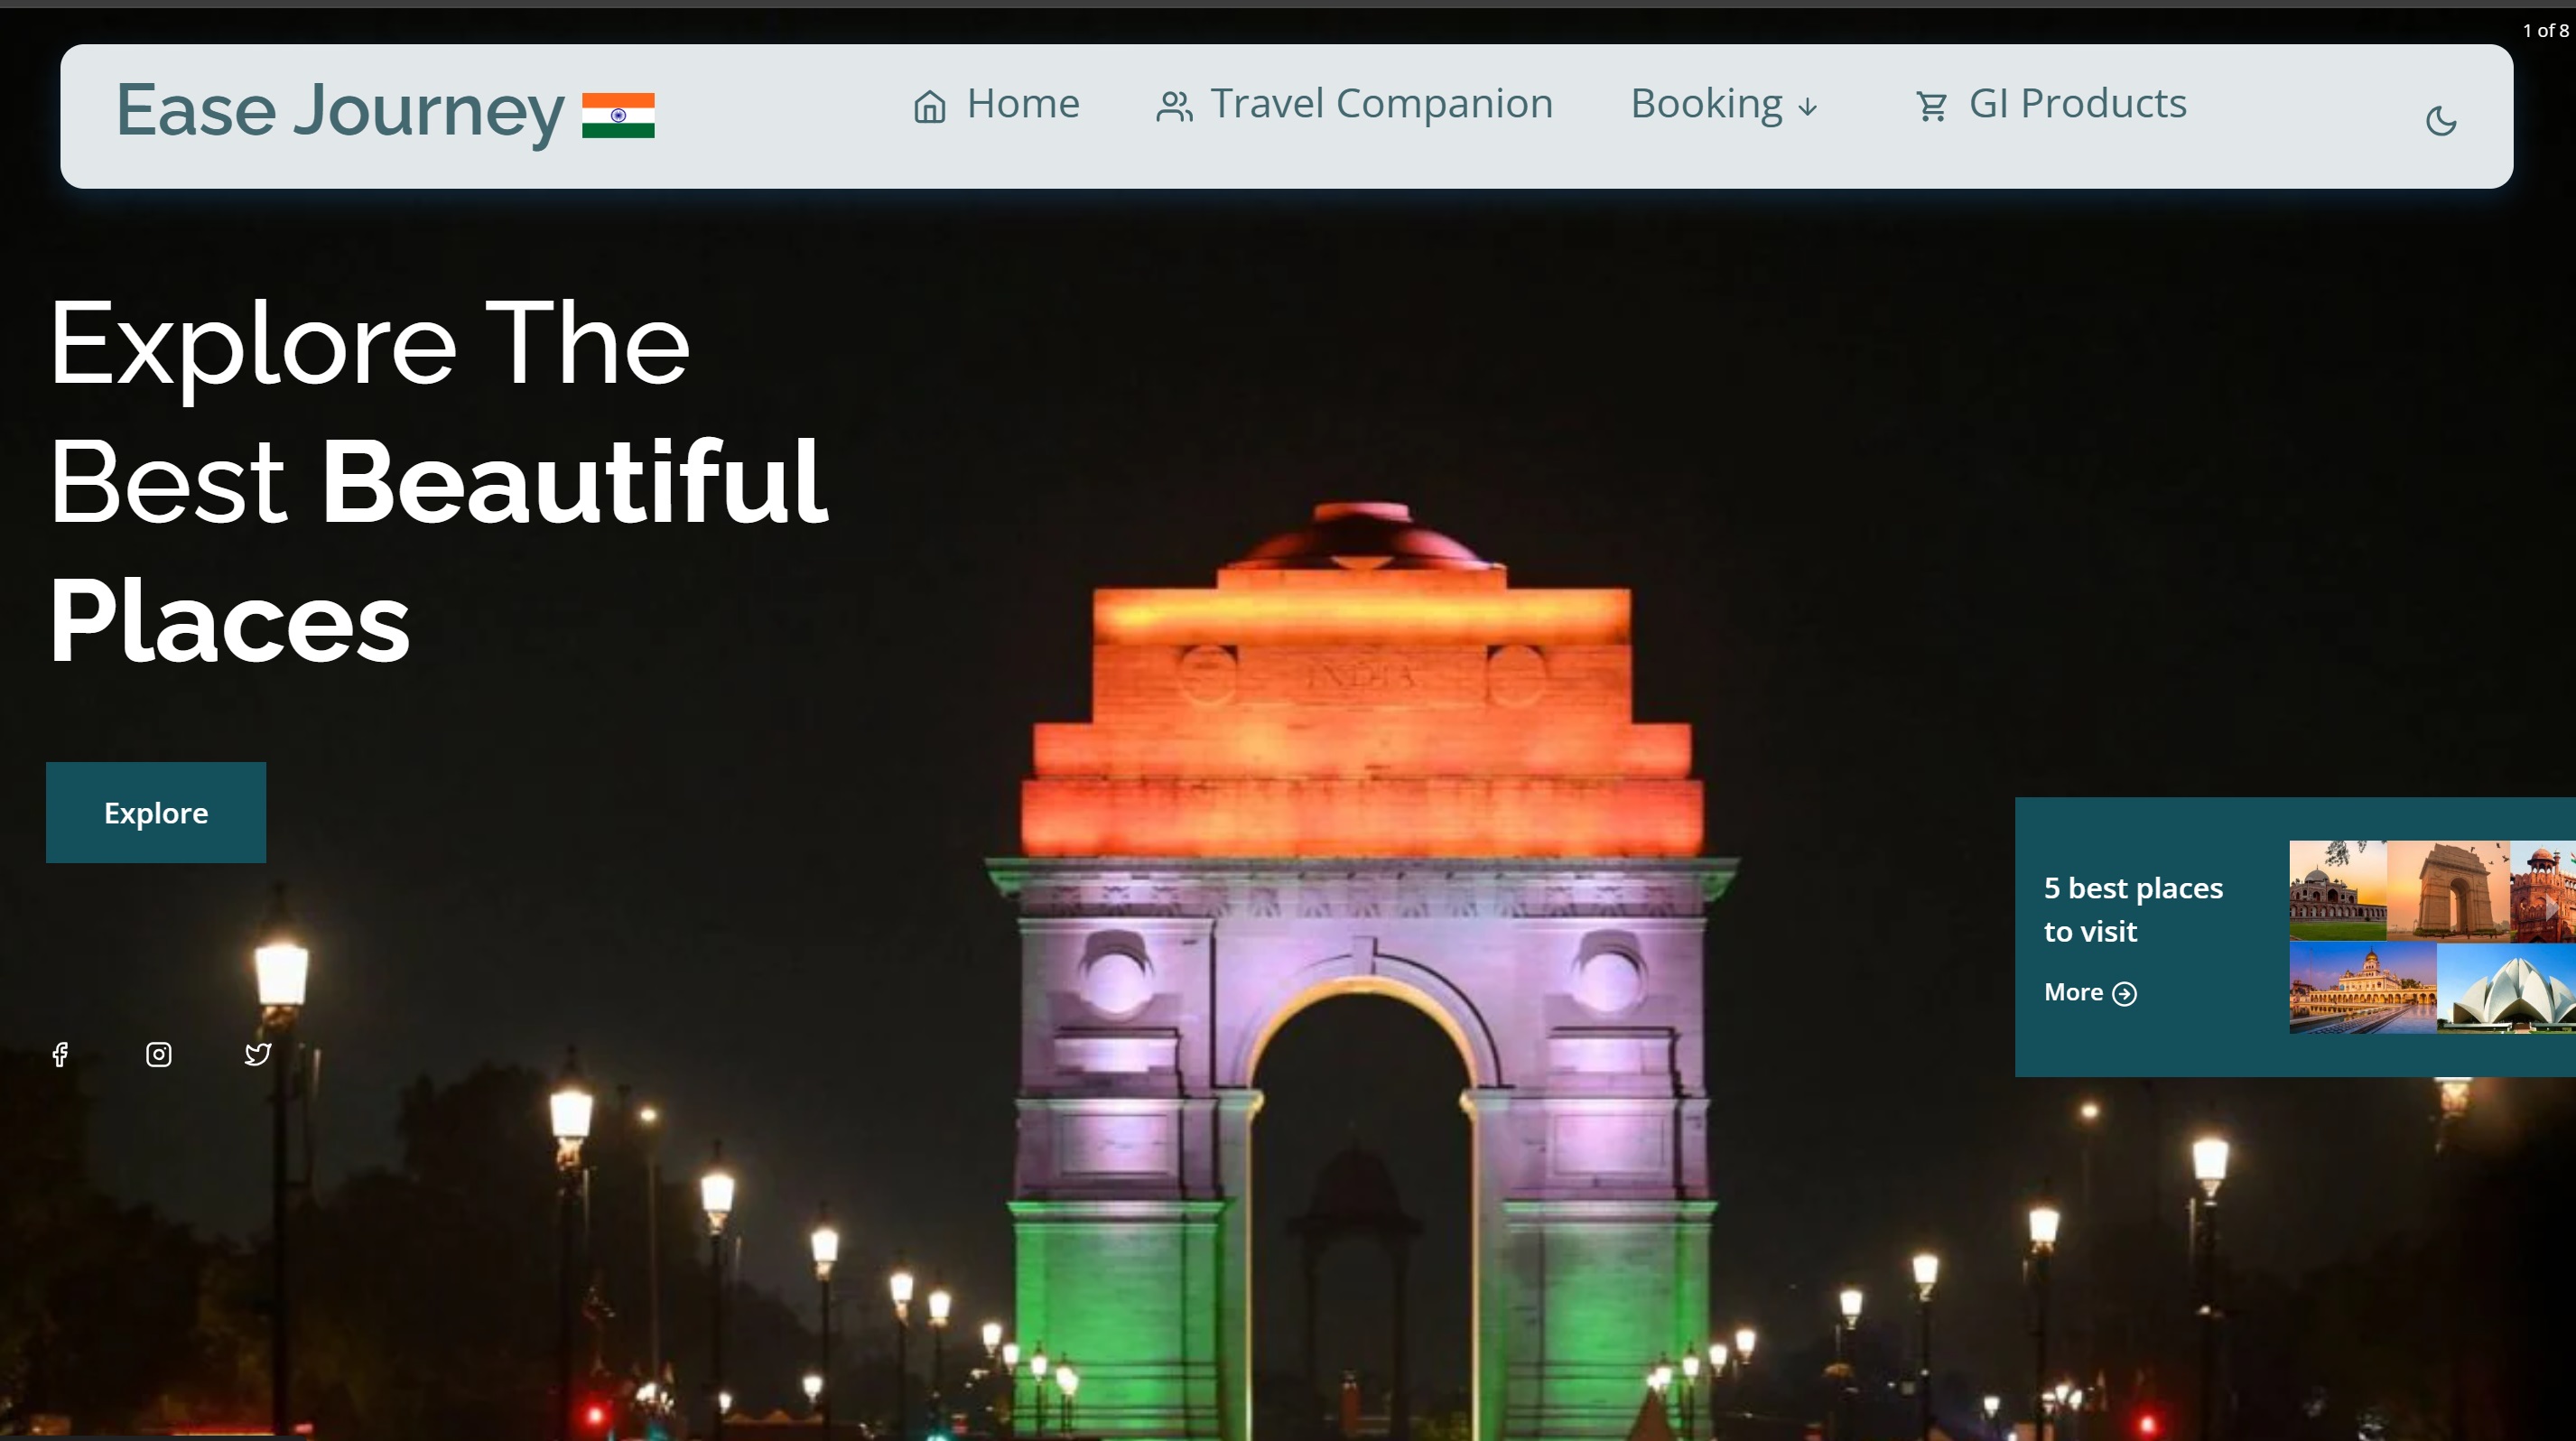 1 of 8
Ease Journey
Home
Travel Companion
Booking ↓
GI Products
Explore The
Best Beautiful
Places
INDIA
Explore
5 best places
to visit
More